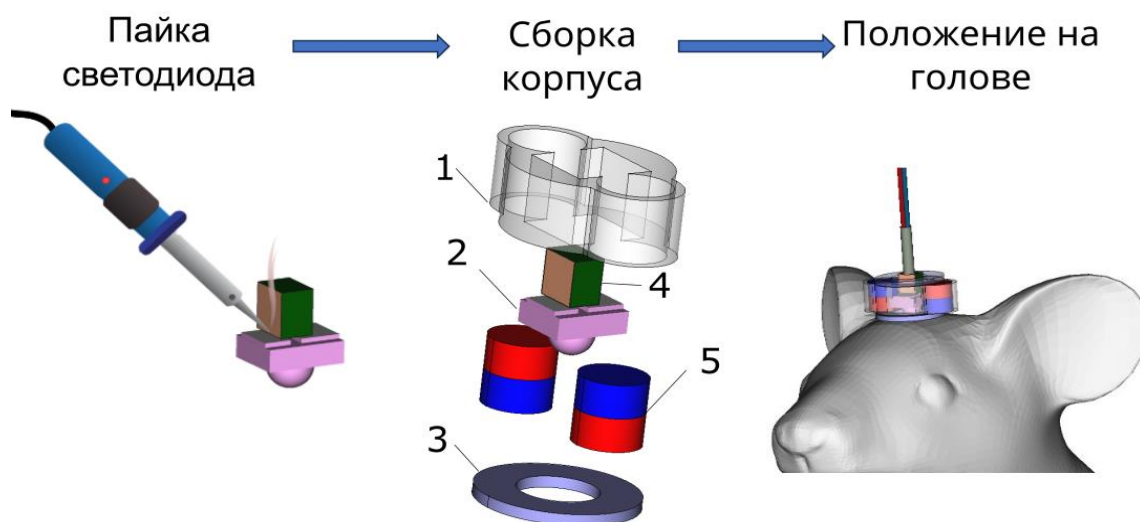 Пайка
светодиода
Сборка
корпуса
Положение на
голове
1
2
4
5
3